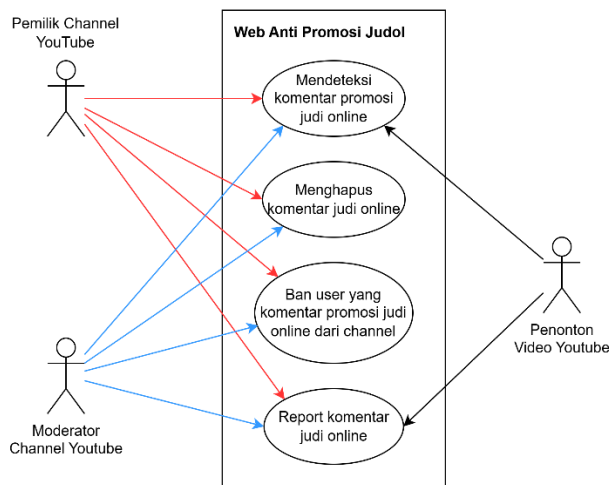 Pemilik Channel
YouTube
Web Anti Promosi Judol
Mendeteksi
komentar promosi
judi online
Menghapus
komentar judi online
Ban user yang
komentar promosi judi
online dari channel
Report komentar
judi online
Moderator
Channel Youtube
Penonton
Video Youtube